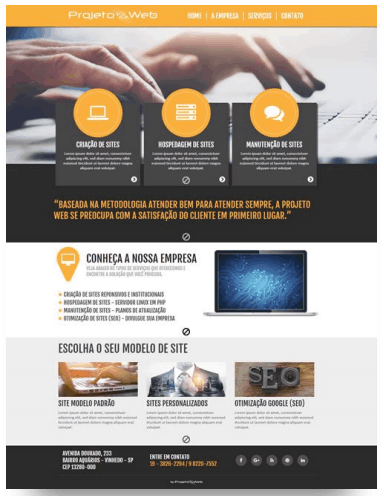 Projeto Web
HOME | A EMPRESA | SERVIÇOS | CONTATO
CRIAÇÃO DE SITES
Lorem ipsum dolor sit amet, consectetuer
adipiscing elit, sed diam nonummy nibh
euismod tincidunt ut laoreet dolore magna
aliquam erat volutpat.
HOSPEDAGEM DE SITES
Lorem ipsum dolor sit amet, consectetuer
adipiscing elit, sed diam nonummy nibh
euismod tincidunt ut laoreet dolore magna
aliquam erat volutpat.
MANUTENÇÃO DE SITES
Lorem ipsum dolor sit amet, consectetuer
adipiscing elit, sed diam nonummy nibh
euismod tincidunt ut laoreet dolore magna
aliquam erat volutpat.
"BASEADA NA METODOLOGIA ATENDER BEM PARA ATENDER SEMPRE, A PROJETO
WEB SE PREOCUPA COM A SATISFAÇÃO DO CLIENTE EM PRIMEIRO LUGAR."
CONHEÇA A NOSSA EMPRESA
VEJA ABAIXO OS TIPOS DE SERVIÇOS QUE OFERECEMOS E
ENCONTRE A SOLUÇÃO QUE VOCÊ PRECISA.
CRIAÇÃO DE SITES REPONSIVOS E INSTITUCIONAIS
HOSPEDAGEM DE SITES - SERVIDOR LINUX EM PHP
MANUTENÇÃO DE SITES - PLANOS DE ATUALIZAÇÃO
OTIMIZAÇÃO DE SITES (SEO) - DIVULGUE SUA EMPRESA
ESCOLHA O SEU MODELO DE SITE
SEO
SITE MODELO PADRÃO
Lorem ipsum dolor sit amet, consectetuer
adipiscing elit, sed diam nonummy nibh
euismod tincidunt ut laoreet dolore magna
aliquam erat volutpat.
SITES PERSONALIZADOS
Lorem ipsum dolor sit amet, consectetuer
adipiscing elit, sed diam nonummy nibh
euismod tincidunt ut laoreet dolore magna
aliquam erat volutpat.
OTIMIZAÇÃO GOOGLE (SEO)
Lorem ipsum dolor sit amet, consectetuer
adipiscing elit, sed diam nonummy nibh
euismod tincidunt ut laoreet dolore magna
aliquam erat volutpat.
AVENIDA DOURADO, 233
BAIRRO AQUÁRIOS - VINHEDO - SP
CEP 13280-000
ENTRE EM CONTATO
19 - 3826-2294 / 9 8220-7552
by Projeto Web